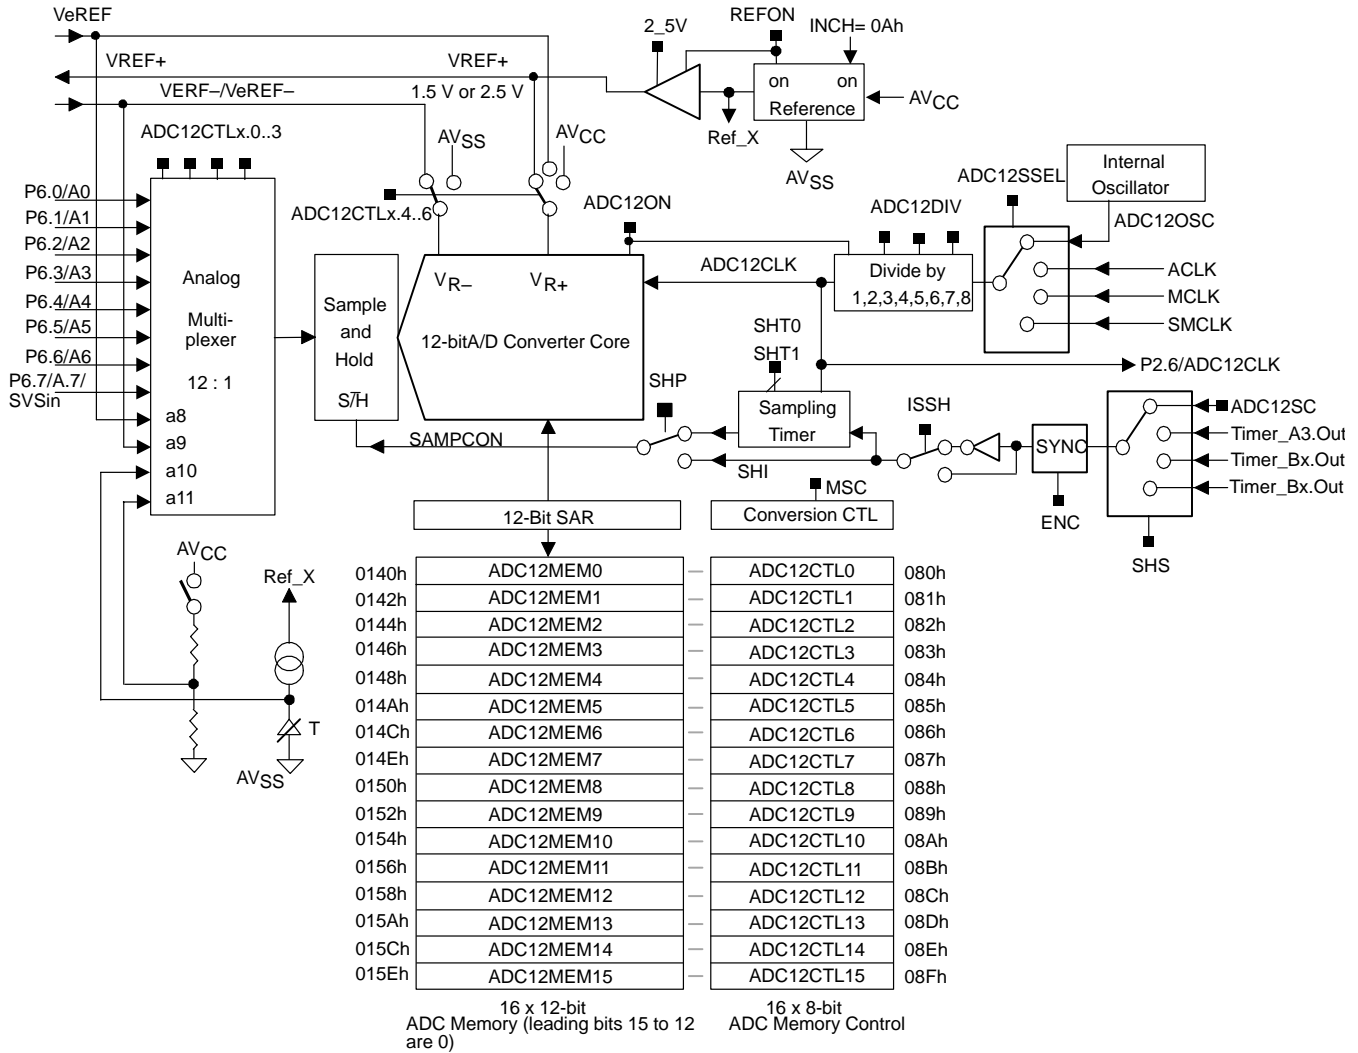 VeREF
VREF+
VERF–/VeREF–
VREF+
1.5 V or 2.5 V
2_5V
REFON
INCH= 0Ah
on on
Reference
AVCC
Ref_X
AVSS
ADC12CTLx.0..3
AVSS
AVCC
ADC12CTLx.4..6
ADC12ON
P6.0/A0
P6.1/A1
P6.2/A2
P6.3/A3
P6.4/A4
P6.5/A5
P6.6/A6
P6.7/A.7/
SVSin
Analog
Multi-
plexer
12 : 1
a8
a9
a10
a11
Sample
and
Hold
S/H
VR–
VR+
12-bitA/D Converter Core
ADC12CLK
ADC12DIV
Divide by
1,2,3,4,5,6,7,8
ADC12SSEL
Internal
Oscillator
ADC12OSC
ACLK
MCLK
SMCLK
P2.6/ADC12CLK
SHT0
SHT1
SHP
Sampling
Timer
SAMPCON
SHI
ISSH
SYNC
ENC
ADC12SC
Timer_A3.Out
Timer_Bx.Out
Timer_Bx.Out
SHS
MSC
12-Bit SAR
Conversion CTL
AVCC
Ref_X
T
AVSS
0140h ADC12MEM0 ADC12CTL0 080h
0142h ADC12MEM1 ADC12CTL1 081h
0144h ADC12MEM2 ADC12CTL2 082h
0146h ADC12MEM3 ADC12CTL3 083h
0148h ADC12MEM4 ADC12CTL4 084h
014Ah ADC12MEM5 ADC12CTL5 085h
014Ch ADC12MEM6 ADC12CTL6 086h
014Eh ADC12MEM7 ADC12CTL7 087h
0150h ADC12MEM8 ADC12CTL8 088h
0152h ADC12MEM9 ADC12CTL9 089h
0154h ADC12MEM10 ADC12CTL10 08Ah
0156h ADC12MEM11 ADC12CTL11 08Bh
0158h ADC12MEM12 ADC12CTL12 08Ch
015Ah ADC12MEM13 ADC12CTL13 08Dh
015Ch ADC12MEM14 ADC12CTL14 08Eh
015Eh ADC12MEM15 ADC12CTL15 08Fh
16 x 12-bit
ADC Memory (leading bits 15 to 12
are 0)
16 x 8-bit
ADC Memory Control